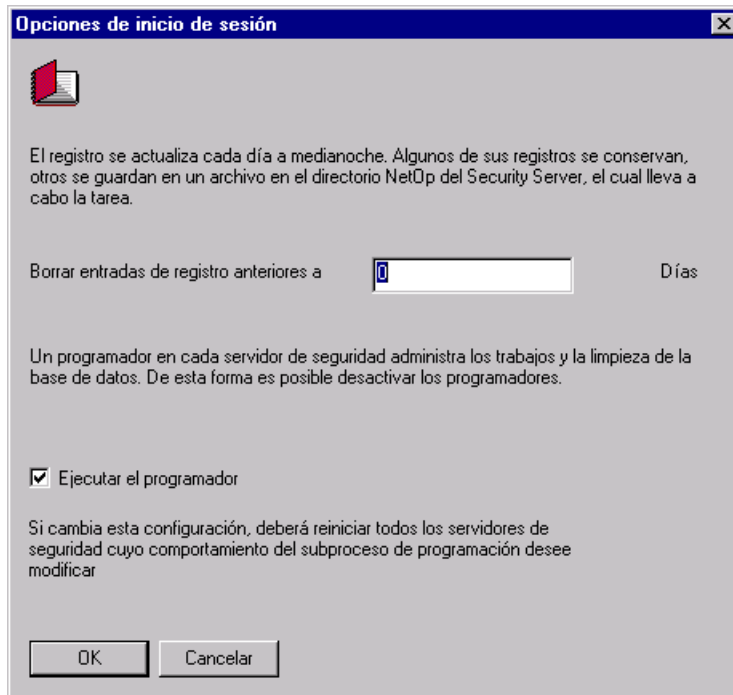 Opciones de inicio de sesión
El registro se actualiza cada día a medianoche. Algunos de sus registros se conservan,
otros se guardan en un archivo en el directorio NetOp del Security Server, el cual lleva a
cabo la tarea.
Borrar entradas de registro anteriores a 0 Días
Un programador en cada servidor de seguridad administra los trabajos y la limpieza de la
base de datos. De esta forma es posible desactivar los programadores.
Ejecutar el programador
Si cambia esta configuración, deberá reiniciar todos los servidores de
seguridad cuyo comportamiento del subproceso de programación desee
modificar
OK Cancelar